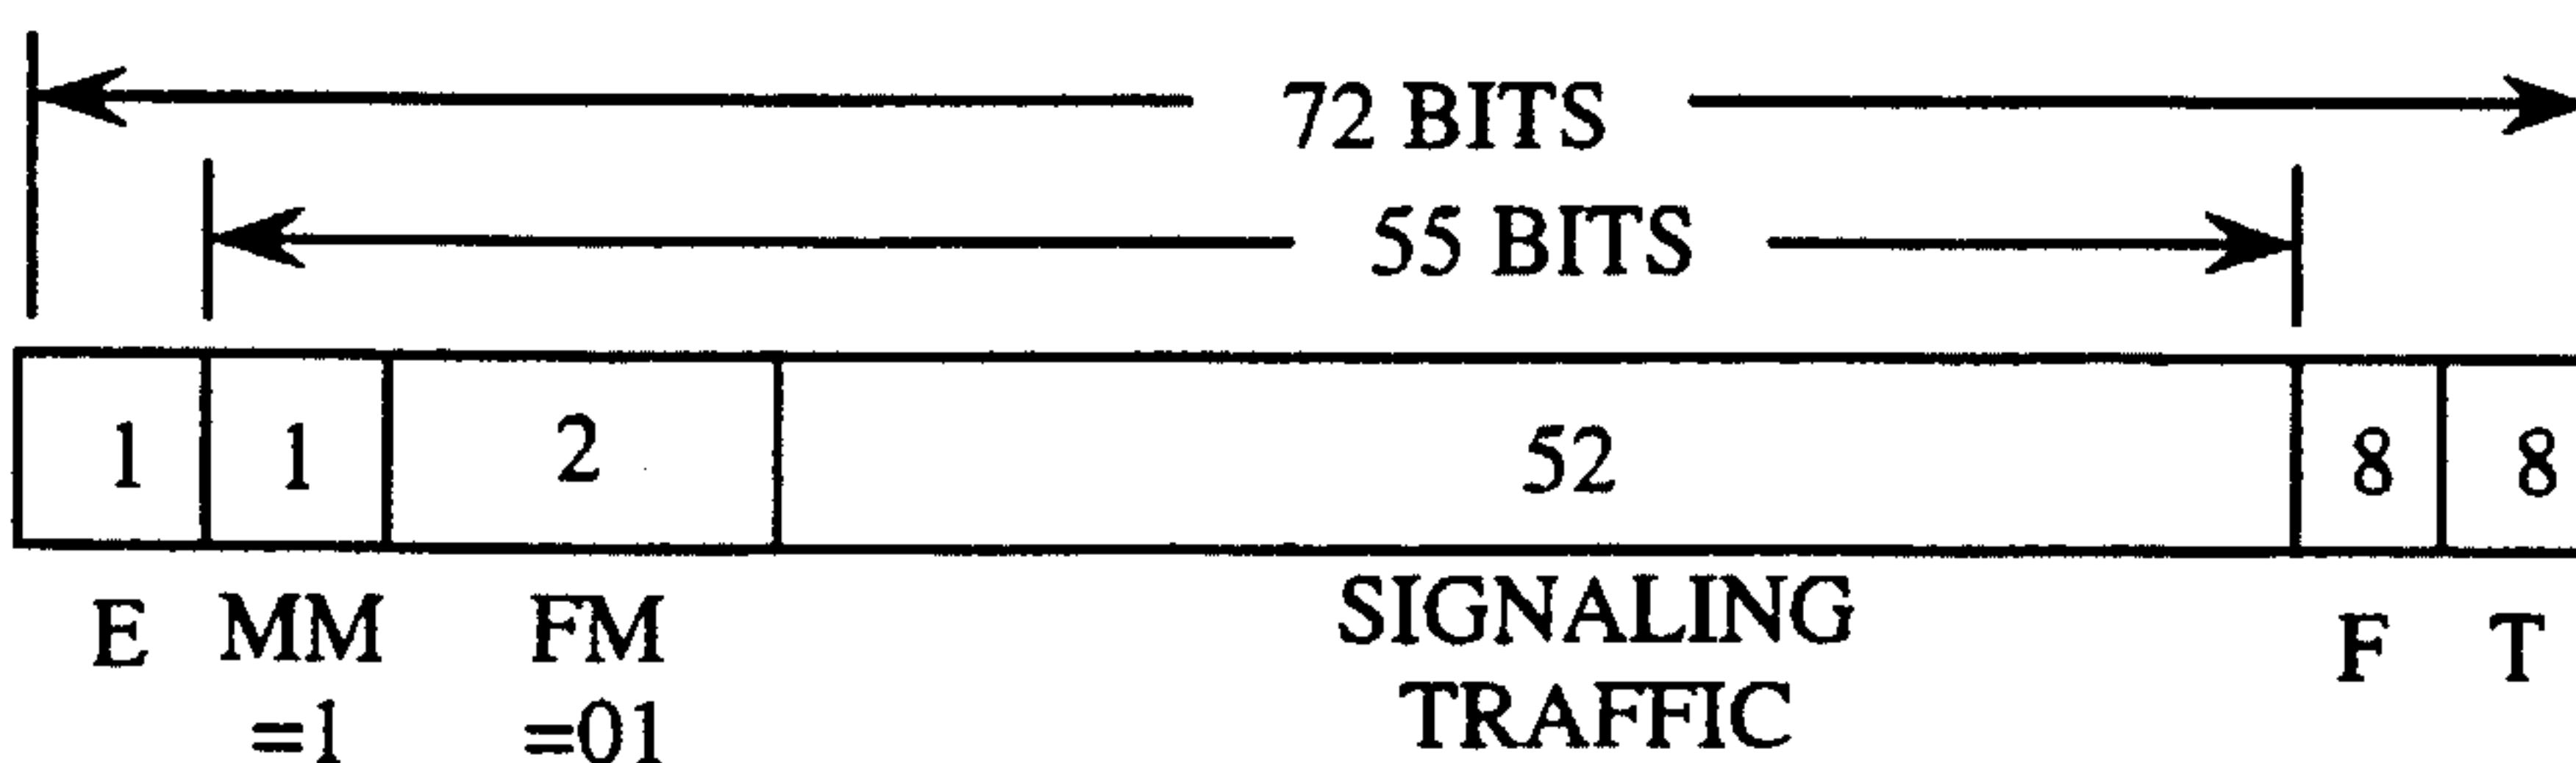 72 BITS
55 BITS
1 1 2 52 8 8
E MM FM SIGNALING F T
=1 =01 TRAFFIC